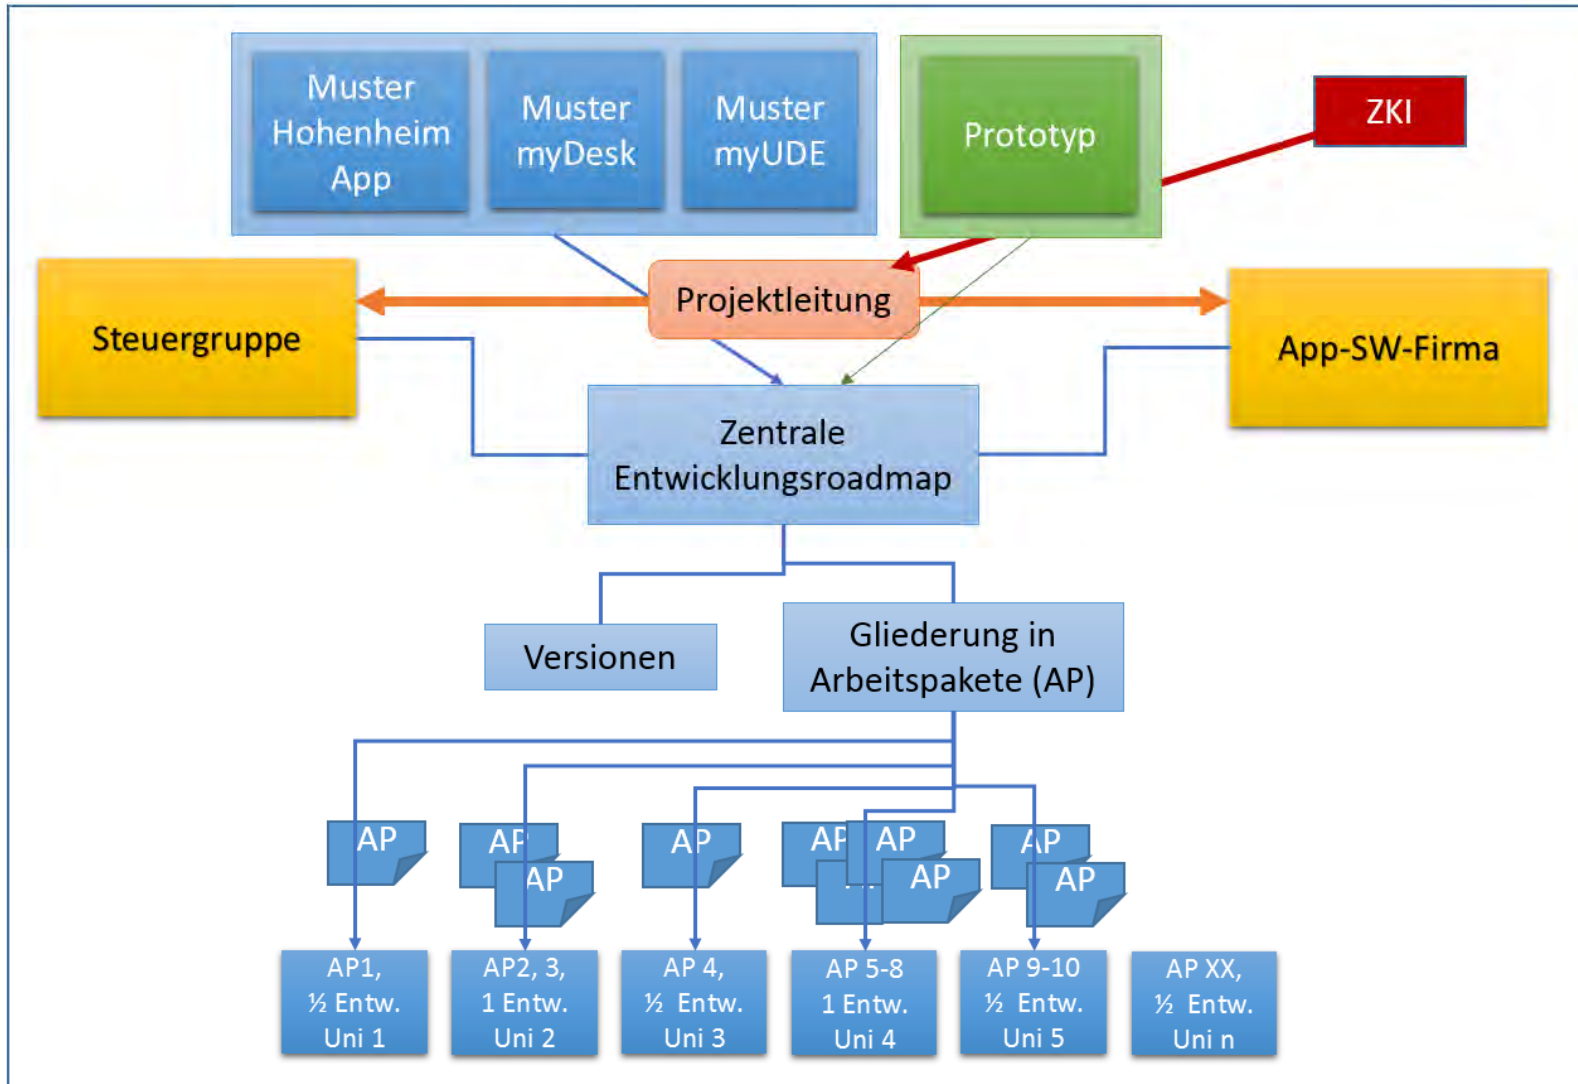 Muster
Hohenheim
App
Muster
myDesk
Muster
myUDE
Prototyp
ZKI
Projektleitung
Steuergruppe
App-SW-Firma
Zentrale
Entwicklungsroadmap
Versionen
Gliederung in
Arbeitspakete (AP)
AP
AP
AP
AP
AP
AP
AP
AP
AP
AP1,
½ Entw.
Uni 1
AP2, 3,
1 Entw.
Uni 2
AP 4,
½ Entw.
Uni 3
AP 5-8
1 Entw.
Uni 4
AP 9-10
½ Entw.
Uni 5
AP XX,
½ Entw.
Uni n